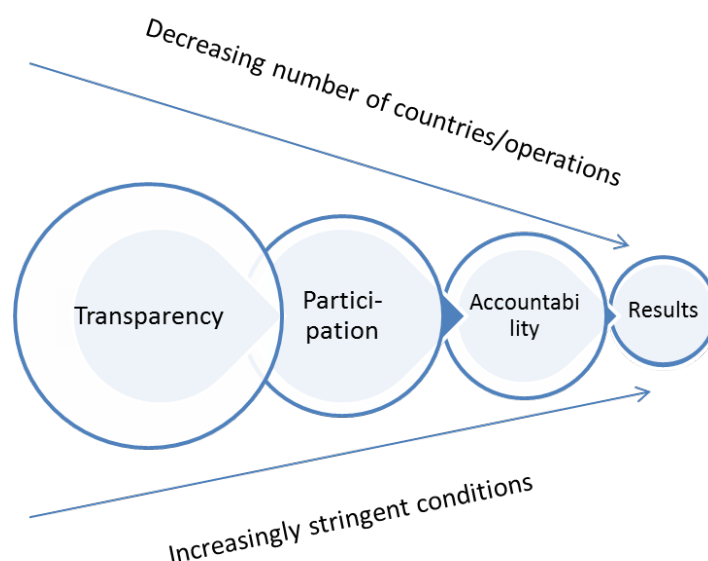 Decreasing number of countries/operations
Transparency
Partici-
pation
Accountabi
lity
Results
Increasingly stringent conditions